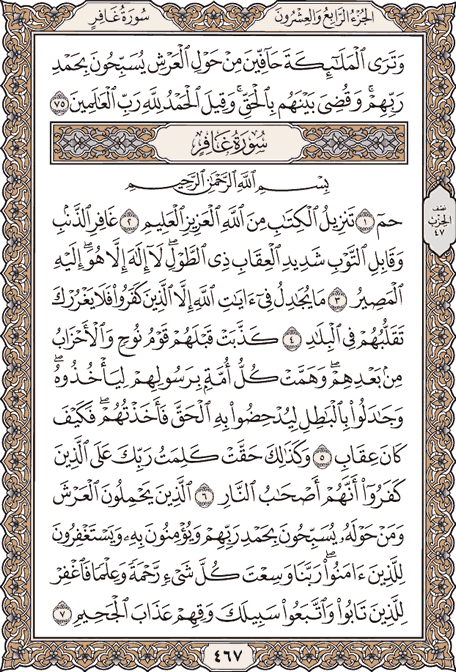 الجزء الرابع والعشرون
سورة غافر
وَتَرَى ٱلْمَلَٰٓئِكَةَ حَآفِّينَ مِنْ حَوْلِ ٱلْعَرْشِ يُسَبِّحُونَ بِحَمْدِ
رَبِّهِمْ ۖ وَقُضِىَ بَيْنَهُم بِٱلْحَقِّ وَقِيلَ ٱلْحَمْدُ لِلَّهِ رَبِّ ٱلْعَٰلَمِينَ ٧٥
سُورَةُ غَافِرٍ
بِسْمِ ٱللَّهِ ٱلرَّحْمَٰنِ ٱلرَّحِيمِ
حمٓ ١ تَنزِيلُ ٱلْكِتَٰبِ مِنَ ٱللَّهِ ٱلْعَزِيزِ ٱلْعَلِيمِ ٢ غَافِرِ ٱلذَّنۢبِ
وَقَابِلِ ٱلتَّوْبِ شَدِيدِ ٱلْعِقَابِ ذِى ٱلطَّوْلِ ۖ لَآ إِلَٰهَ إِلَّا هُوَ ۖ إِلَيْهِ
ٱلْمَصِيرُ ٣ مَا يُجَٰدِلُ فِىٓ ءَايَٰتِ ٱللَّهِ إِلَّا ٱلَّذِينَ كَفَرُوا۟ فَلَا يَغْرُرْكَ
تَقَلُّبُهُمْ فِى ٱلْبِلَٰدِ ٤ كَذَّبَتْ قَبْلَهُمْ قَوْمُ نُوحٍ وَٱلْأَحْزَابُ
مِنۢ بَعْدِهِمْ ۖ وَهَمَّتْ كُلُّ أُمَّةٍۭ بِرَسُولِهِمْ لِيَأْخُذُوهُ ۖ
وَجَٰدَلُوا۟ بِٱلْبَٰطِلِ لِيُدْحِضُوا۟ بِهِ ٱلْحَقَّ فَأَخَذْتُهُمْ ۖ فَكَيْفَ
كَانَ عِقَابِ ٥ وَكَذَٰلِكَ حَقَّتْ كَلِمَتُ رَبِّكَ عَلَى ٱلَّذِينَ
كَفَرُوٓا۟ أَنَّهُمْ أَصْحَٰبُ ٱلنَّارِ ٦ ٱلَّذِينَ يَحْمِلُونَ ٱلْعَرْشَ
وَمَنْ حَوْلَهُۥ يُسَبِّحُونَ بِحَمْدِ رَبِّهِمْ وَيُؤْمِنُونَ بِهِۦ وَيَسْتَغْفِرُونَ
لِلَّذِينَ ءَامَنُوا۟ ۖ رَبَّنَا وَسِعْتَ كُلَّ شَىْءٍ رَّحْمَةً وَعِلْمًا فَٱغْفِرْ
لِلَّذِينَ تَابُوا۟ وَٱتَّبَعُوا۟ سَبِيلَكَ وَقِهِمْ عَذَابَ ٱلْجَحِيمِ ٧
نصف
الحزب
٤٧
٤٦٧